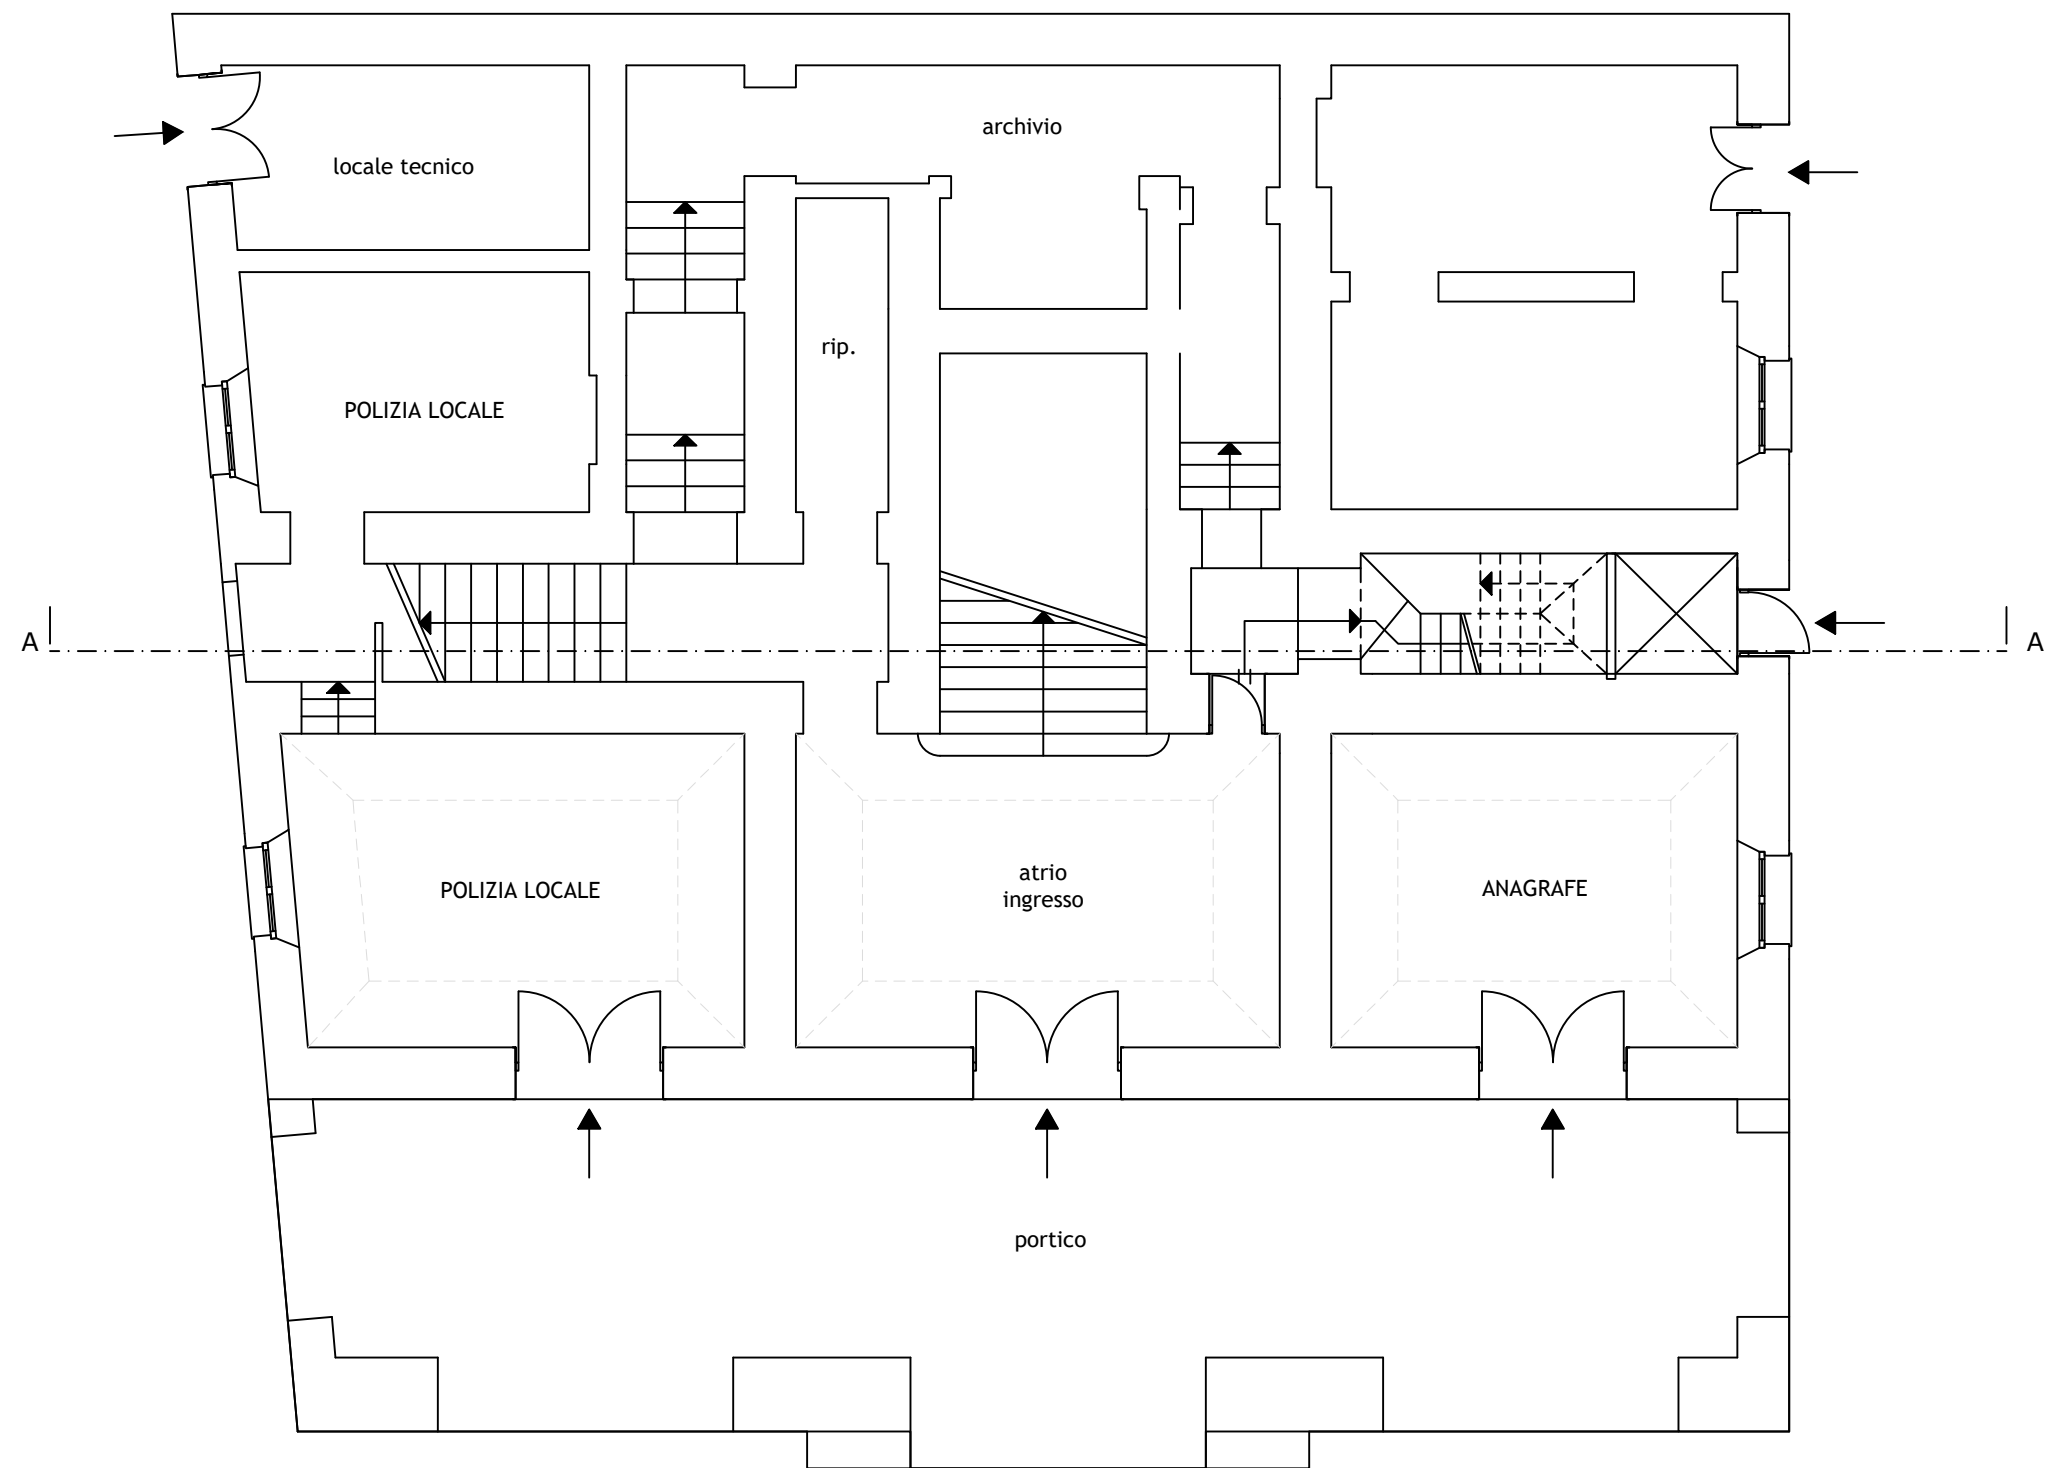 archivio
locale tecnico
rip.
POLIZIA LOCALE
A
A
atrio
ingresso
POLIZIA LOCALE
ANAGRAFE
portico